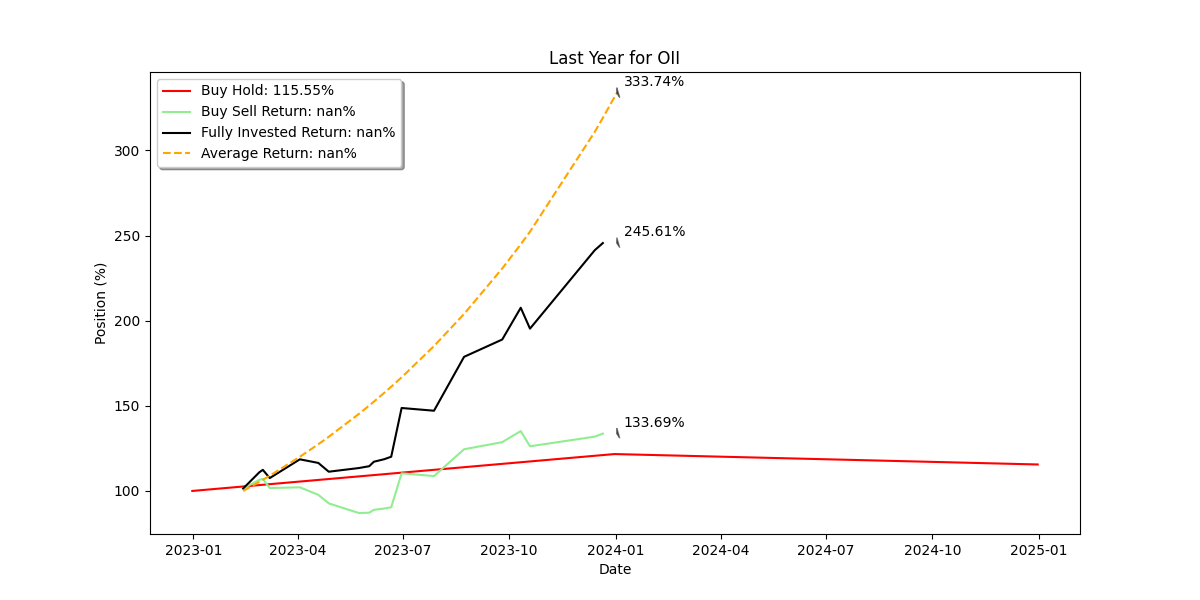 Last Year for OII
Buy Hold: 115.55%
Buy Sell Return: nan%
Fully Invested Return: nan%
Average Return: nan%
333.74%
245.61%
133.69%
300
250
200
150
100
Position (%)
2023-01 2023-04 2023-07 2023-10 2024-01 2024-04 2024-07 2024-10 2025-01
Date